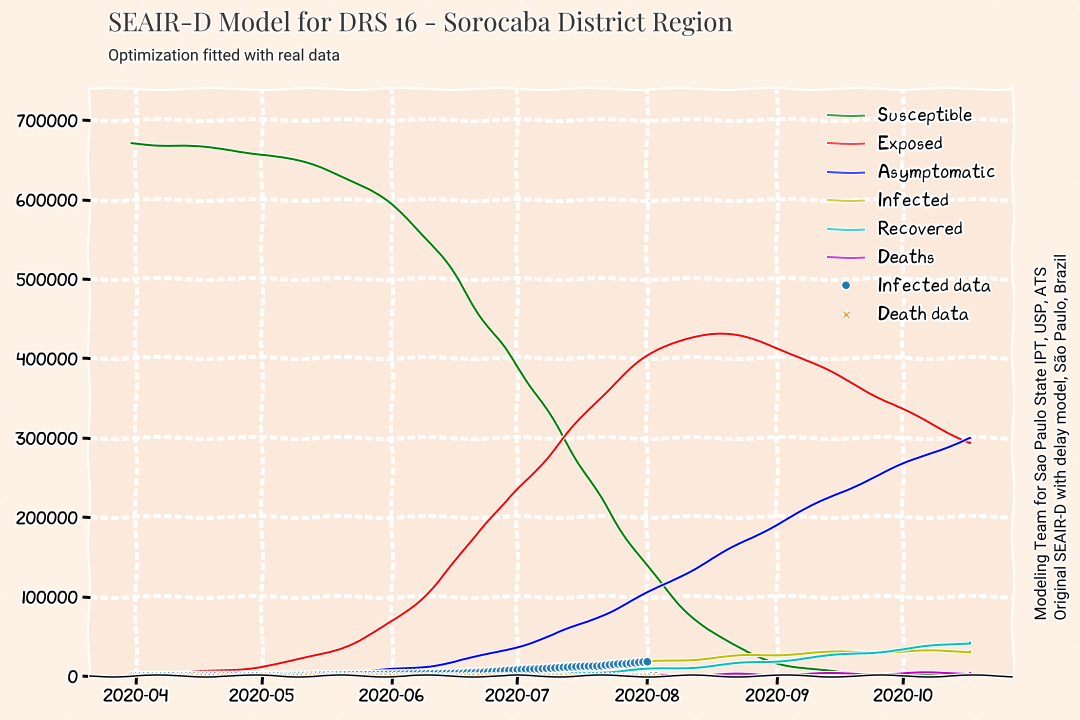 SEAIR-D Model for DRS 16 - Sorocaba District Region
Optimization fitted with real data
700000
600000
500000
400000
300000
200000
100000
0
2020-04
2020-05
2020-06
2020-07
2020-08
2020-09
2020-10
Susceptible
Exposed
Asymptomatic
Infected
Recovered
Deaths
Infected data
Death data
Modeling Team for Sao Paulo State IPT, USP, ATS
Original SEAIR-D with delay model, São Paulo, Brazil